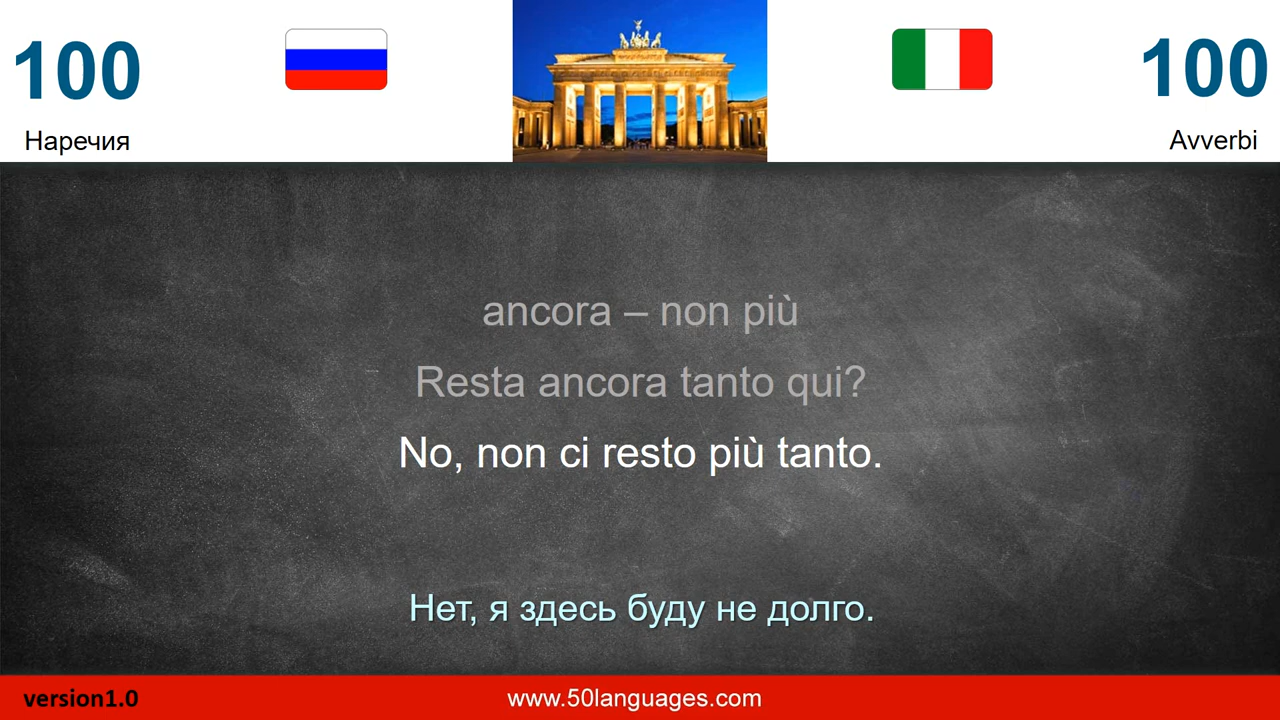 100
100
Наречия
Avverbi
ancora – non più
Resta ancora tanto qui?
No, non ci resto più tanto.
Нет, я здесь буду не долго.
version1.0
www.50languages.com